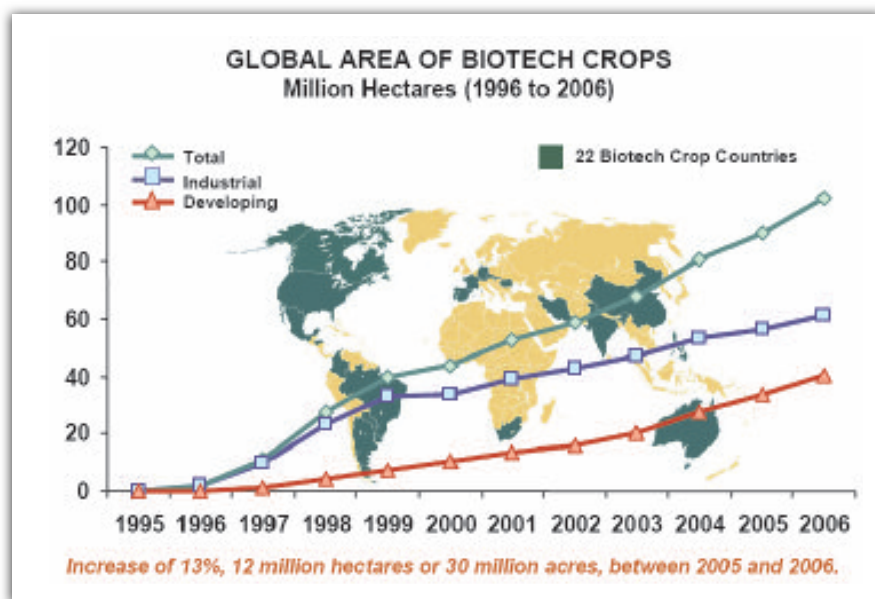 GLOBAL AREA OF BIOTECH CROPS
Million Hectares (1996 to 2006)
120
100
80
60
40
20
0
Total
Industrial
Developing
22 Biotech Crop Countries
1995 1996 1997 1998 1999 2000 2001 2002 2003 2004 2005 2006
Increase of 13%, 12 million hectares or 30 million acres, between 2005 and 2006.